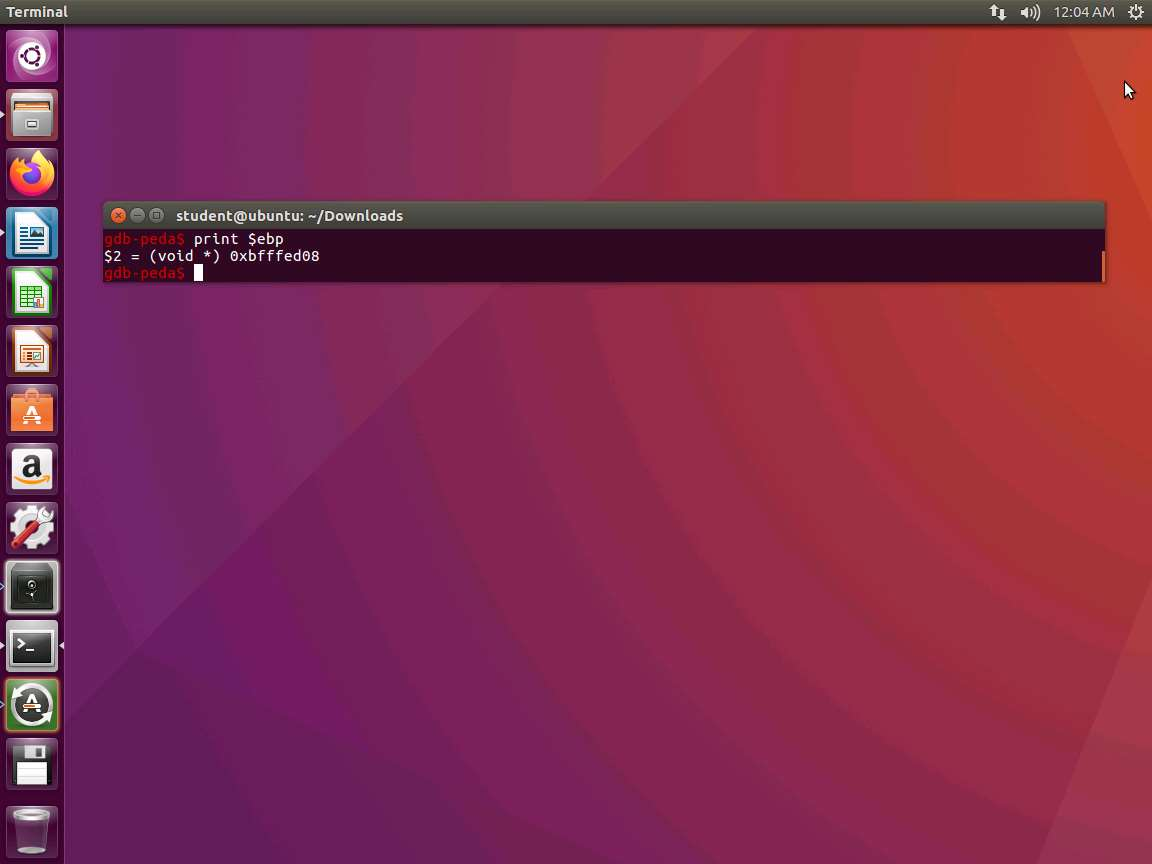 Terminal
12:04 AM
student@ubuntu: ~/Downloads
gdb-peda$ print $ebp
$2 = (void *) 0xbfffed08
gdb-peda$